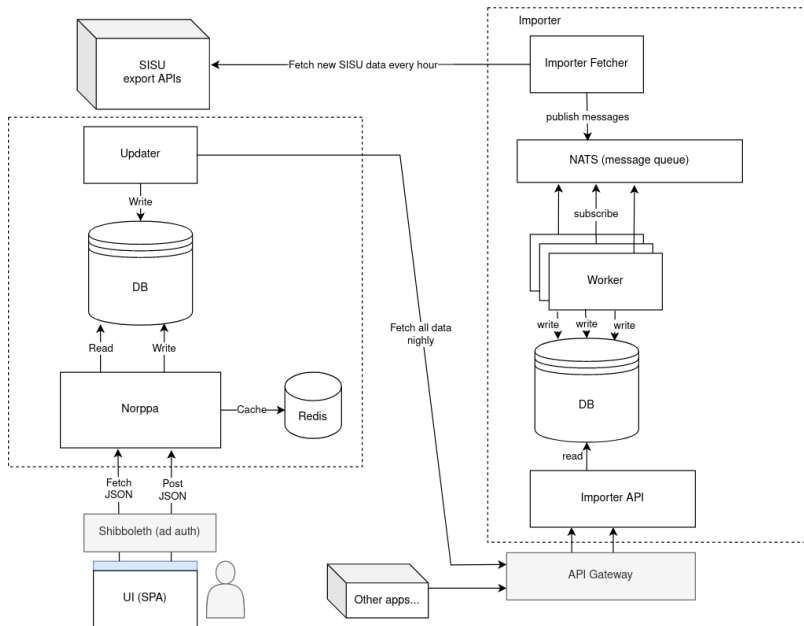 Importer
SISU
export APIs
Fetch new SISU data every hour
Importer Fetcher
publish messages
Updater
NATS (message queue)
Write
subscribe
DB
Worker
Fetch all data
nighly
write
write
write
Read
Write
DB
Norppa
Cache
Redis
read
Fetch
JSON
Post
JSON
Importer API
Shibboleth (ad auth)
API Gateway
UI (SPA)
Other apps...